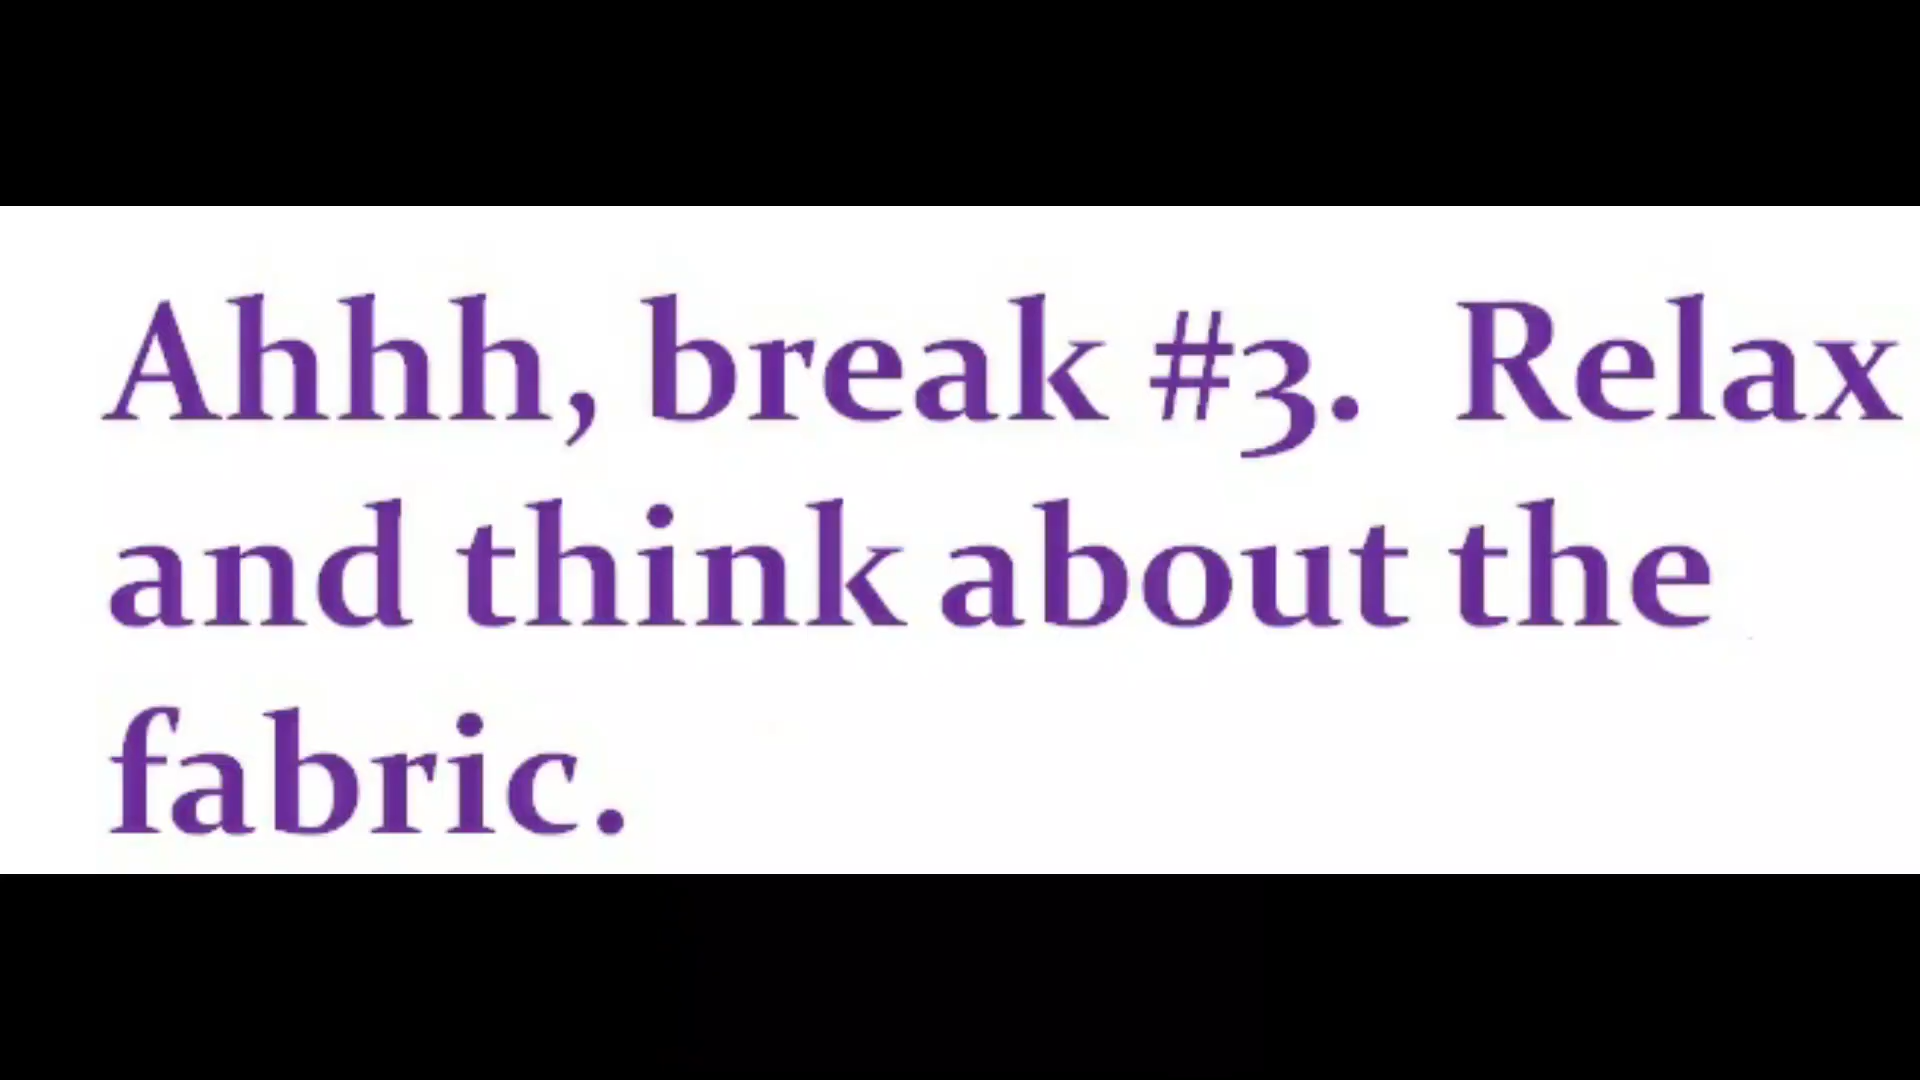 Ahhh, break #3.  Relax
and think about the
fabric.